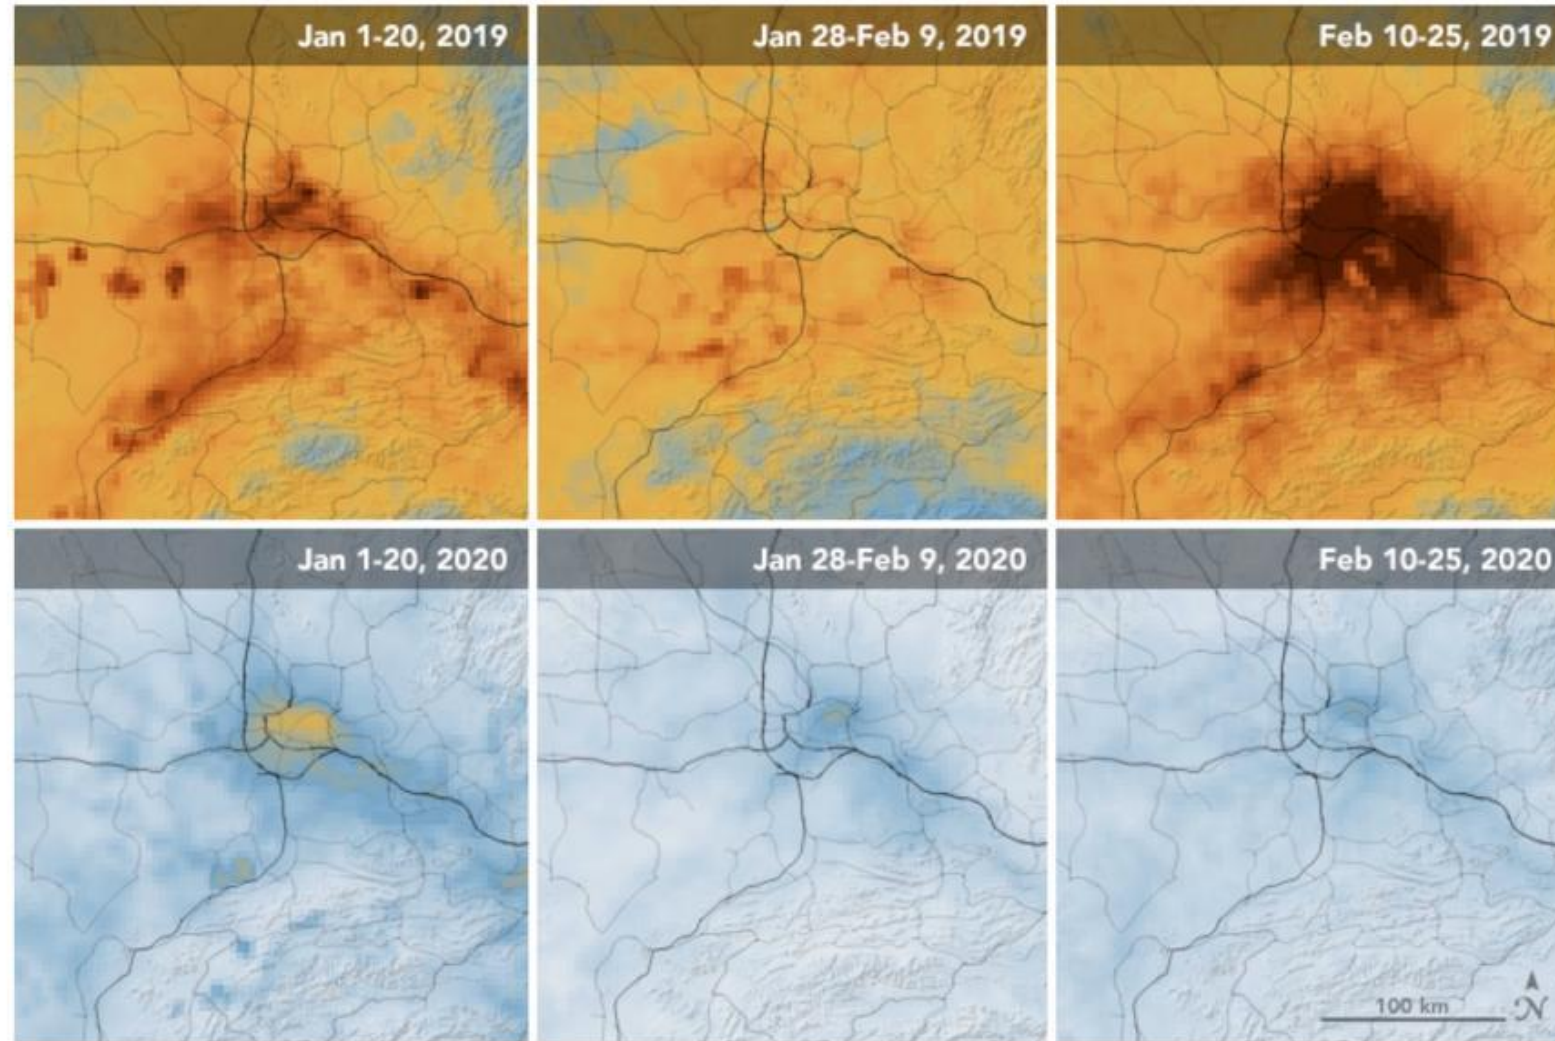 Jan 1-20, 2019
Jan 28-Feb 9, 2019
Feb 10-25, 2019
Jan 1-20, 2020
Jan 28-Feb 9, 2020
Feb 10-25, 2020
100 km
N